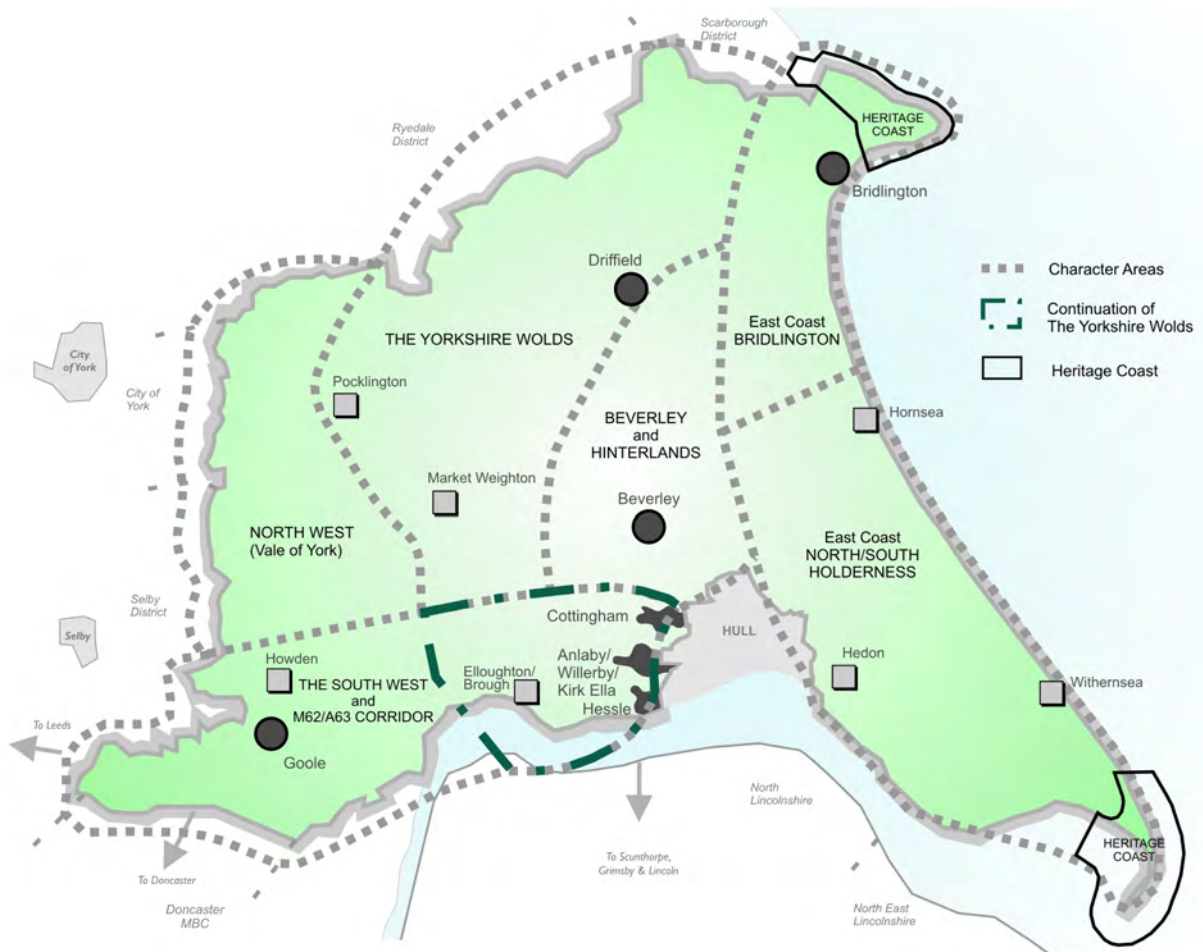 Scarborough
District
Ryedale
District
HERITAGE
COAST
Bridlington
Driffield
Character Areas
Continuation of
The Yorkshire Wolds
Heritage Coast
THE YORKSHIRE WOLDS
East Coast
BRIDLINGTON
City
of York
City of
York
Pocklington
BEVERLEY
and
HINTERLANDS
Hornsea
Market Weighton
Beverley
NORTH WEST
(Vale of York)
East Coast
NORTH/SOUTH
HOLDERNESS
Selby
District
Selby
Cottingham
HULL
Howden
THE SOUTH WEST
and
M62/A63 CORRIDOR
Elloughton/
Brough
Anlaby/
Willerby/
Kirk Ella
Hessle
Hedon
Withernsea
To Leeds
Goole
North
Lincolnshire
To Doncaster
Doncaster
MBC
To Scunthorpe,
Grimsby & Lincoln
HERITAGE
COAST
North East
Lincolnshire